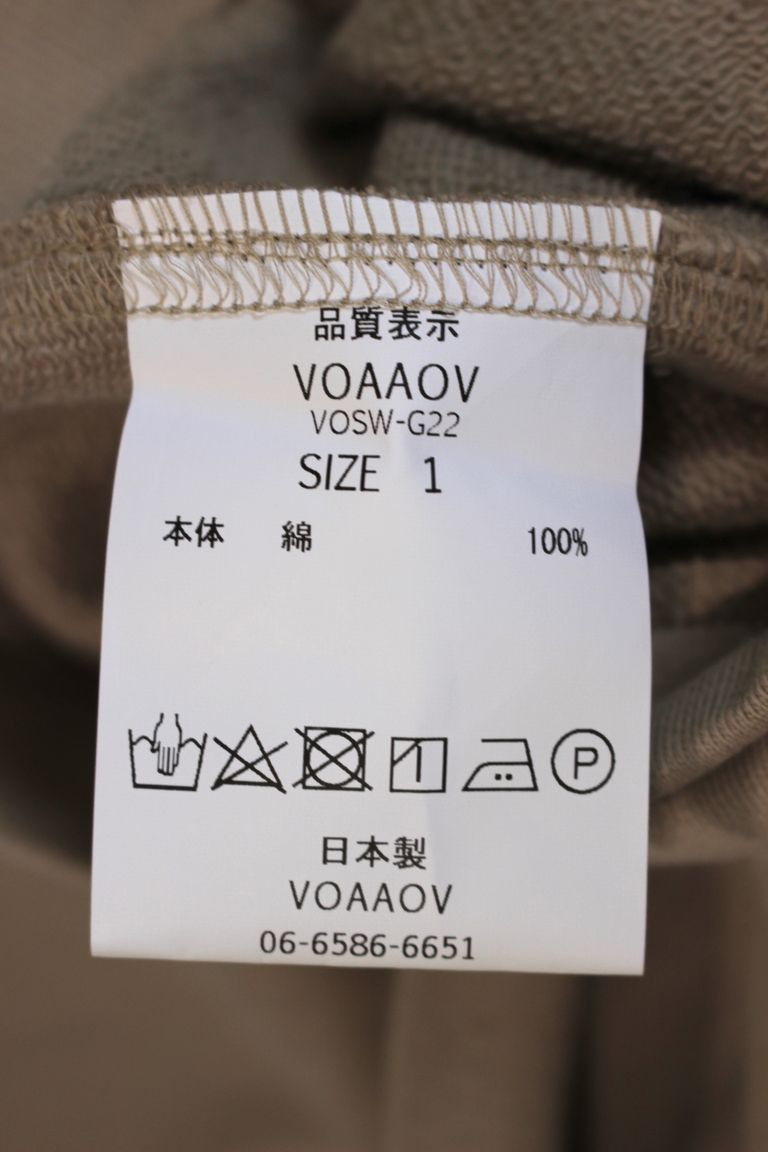 品質表示
VOAAOV
VOSW-G22
SIZE 1
本体 綿 100%
P
日本製
VOAAOV
06-6586-6651